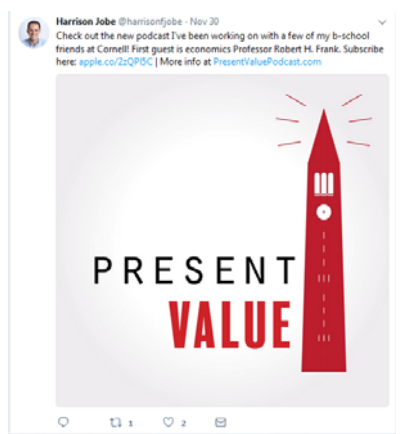 Harrison Jobe @harrisonfjobe · Nov 30
Check out the new podcast I've been working on with a few of my b-school
friends at Cornell! First guest is economics Professor Robert H. Frank. Subscribe
here: apple.co/2zQPl5C | More info at PresentValuePodcast.com
PRESENT
VALUE
1
2